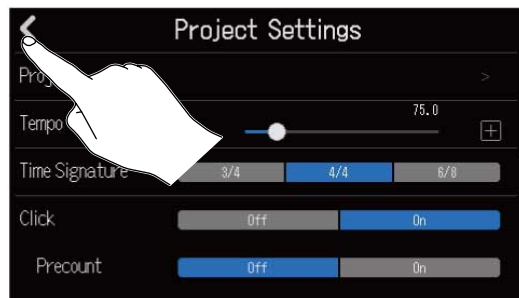 Project Settings
Tempo
75.0
Time Signature
3/4
4/4
6/8
Click
Off
On
Precount
Off
On